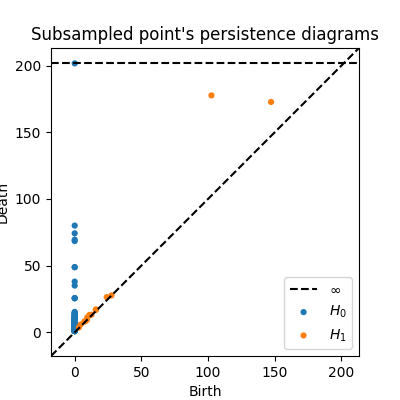 Subsampled point's persistence diagrams
200
150
100
50
0
Death
∞
H₀
H₁
0 50 100 150 200
Birth